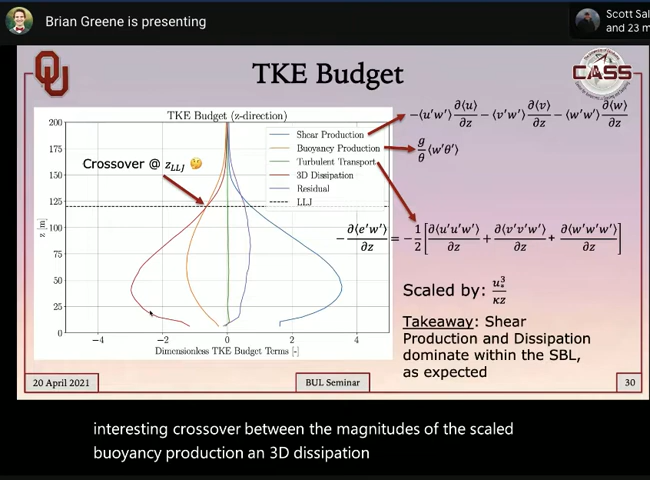 Brian Greene is presenting
Scott Sal
and 23 m
OU
TKE Budget
CASS
TKE Budget (z-direction)
200
175
150
125
100
75
50
25
0
z [m]
−4
−2
0
2
4
Dimensionless TKE Budget Terms [-]
Shear Production
Buoyancy Production
Turbulent Transport
3D Dissipation
Residual
LLJ
Crossover @ z_LLJ 🤔
−⟨u′w′⟩ ∂⟨u⟩/∂z − ⟨v′w′⟩ ∂⟨v⟩/∂z − ⟨w′w′⟩ ∂⟨w⟩/∂z
g/θ ⟨w′θ′⟩
−∂⟨e′w′⟩/∂z = −1/2 [∂⟨u′u′w′⟩/∂z + ∂⟨v′v′w′⟩/∂z + ∂⟨w′w′w′⟩/∂z]
Scaled by: u_*^3/κz
Takeaway: Shear
Production and Dissipation
dominate within the SBL,
as expected
20 April 2021
BUL Seminar
30
interesting crossover between the magnitudes of the scaled
buoyancy production an 3D dissipation